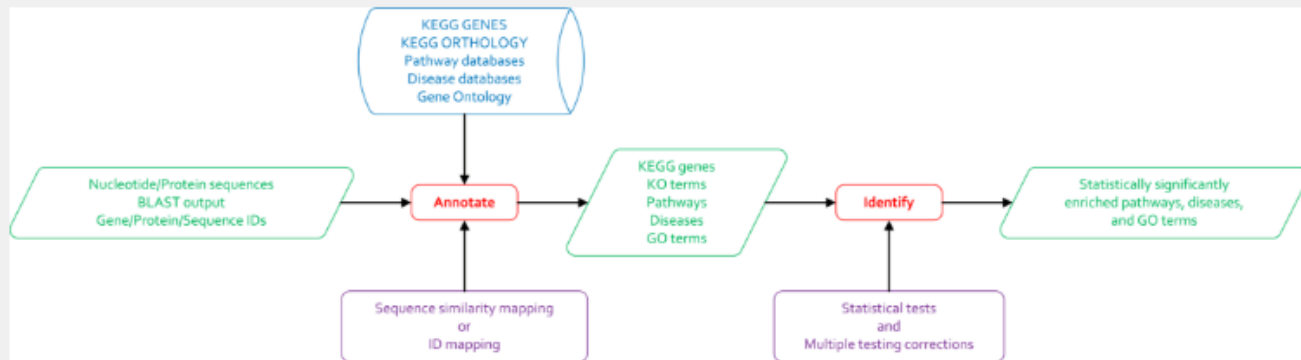 KEGG GENES
KEGG ORTHOLOGY
Pathway databases
Disease databases
Gene Ontology
Nucleotide/Protein sequences
BLAST output
Gene/Protein/Sequence IDs
Annotate
KEGG genes
KO terms
Pathways
Diseases
GO terms
Identify
Statistically significantly
enriched pathways, diseases,
and GO terms
Sequence similarity mapping
or
ID mapping
Statistical tests
and
Multiple testing corrections